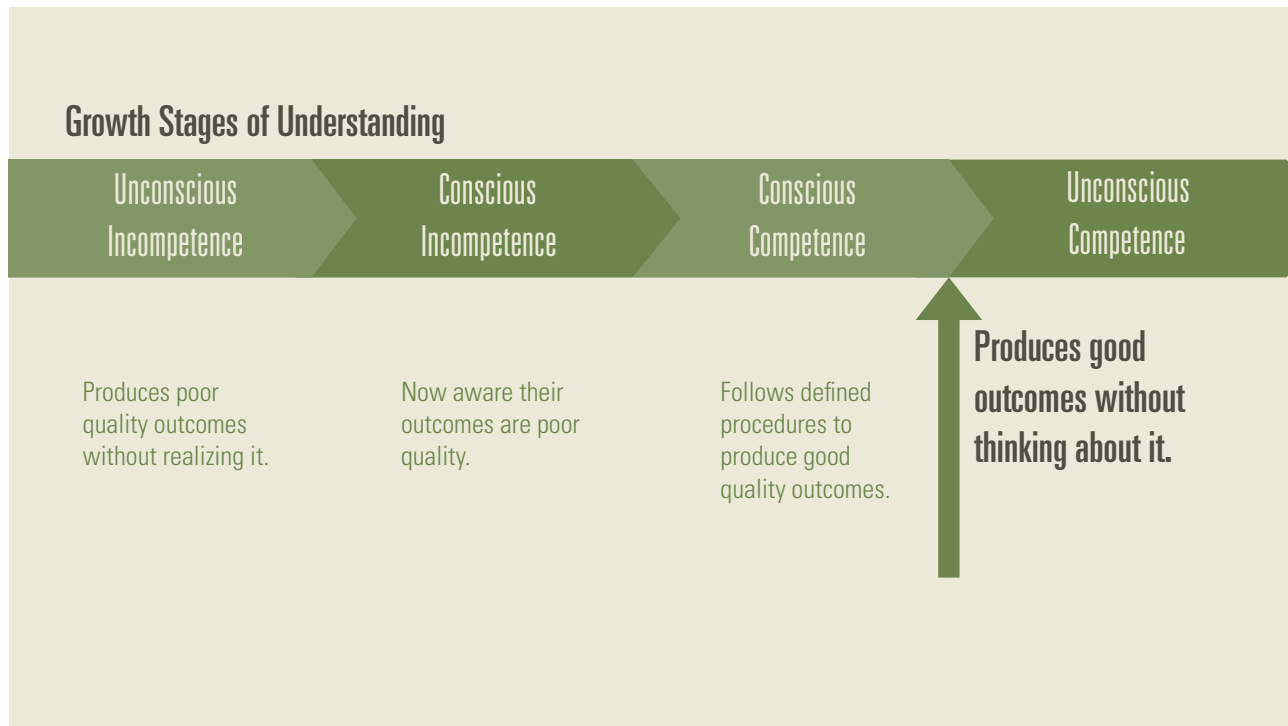 Growth Stages of Understanding
Unconscious
Incompetence
Conscious
Incompetence
Conscious
Competence
Unconscious
Competence
Produces poor
quality outcomes
without realizing it.
Now aware their
outcomes are poor
quality.
Follows defined
procedures to
produce good
quality outcomes.
Produces good
outcomes without
thinking about it.